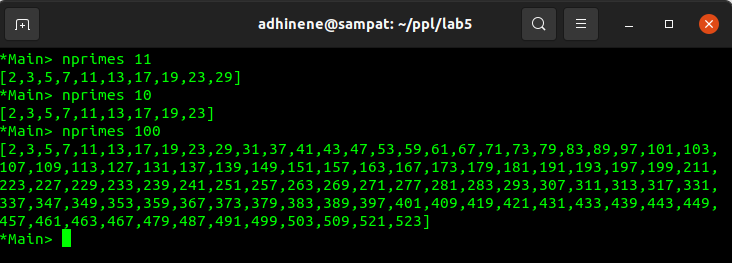 adhinene@sampat: ~/ppl/lab5
*Main> nprimes 11
[2,3,5,7,11,13,17,19,23,29]
*Main> nprimes 10
[2,3,5,7,11,13,17,19,23]
*Main> nprimes 100
[2,3,5,7,11,13,17,19,23,29,31,37,41,43,47,53,59,61,67,71,73,79,83,89,97,101,103,
107,109,113,127,131,137,139,149,151,157,163,167,173,179,181,191,193,197,199,211,
223,227,229,233,239,241,251,257,263,269,271,277,281,283,293,307,311,313,317,331,
337,347,349,353,359,367,373,379,383,389,397,401,409,419,421,431,433,439,443,449,
457,461,463,467,479,487,491,499,503,509,521,523]
*Main>